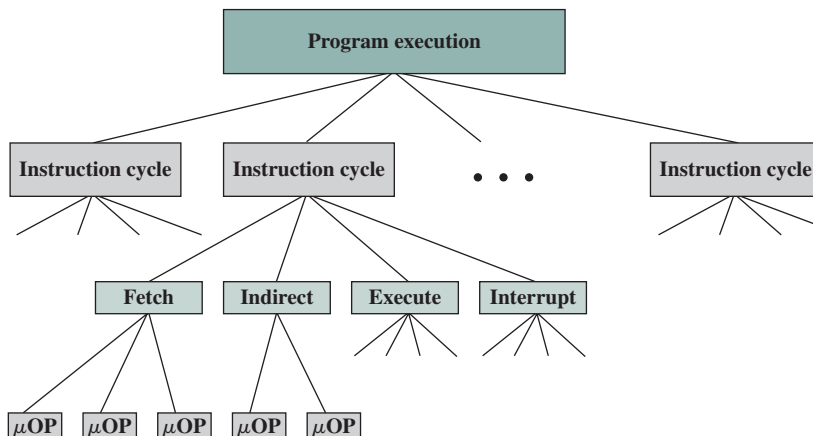 Program execution
Instruction cycle Instruction cycle • • • Instruction cycle
Fetch Indirect Execute Interrupt
μOP μOP μOP μOP μOP